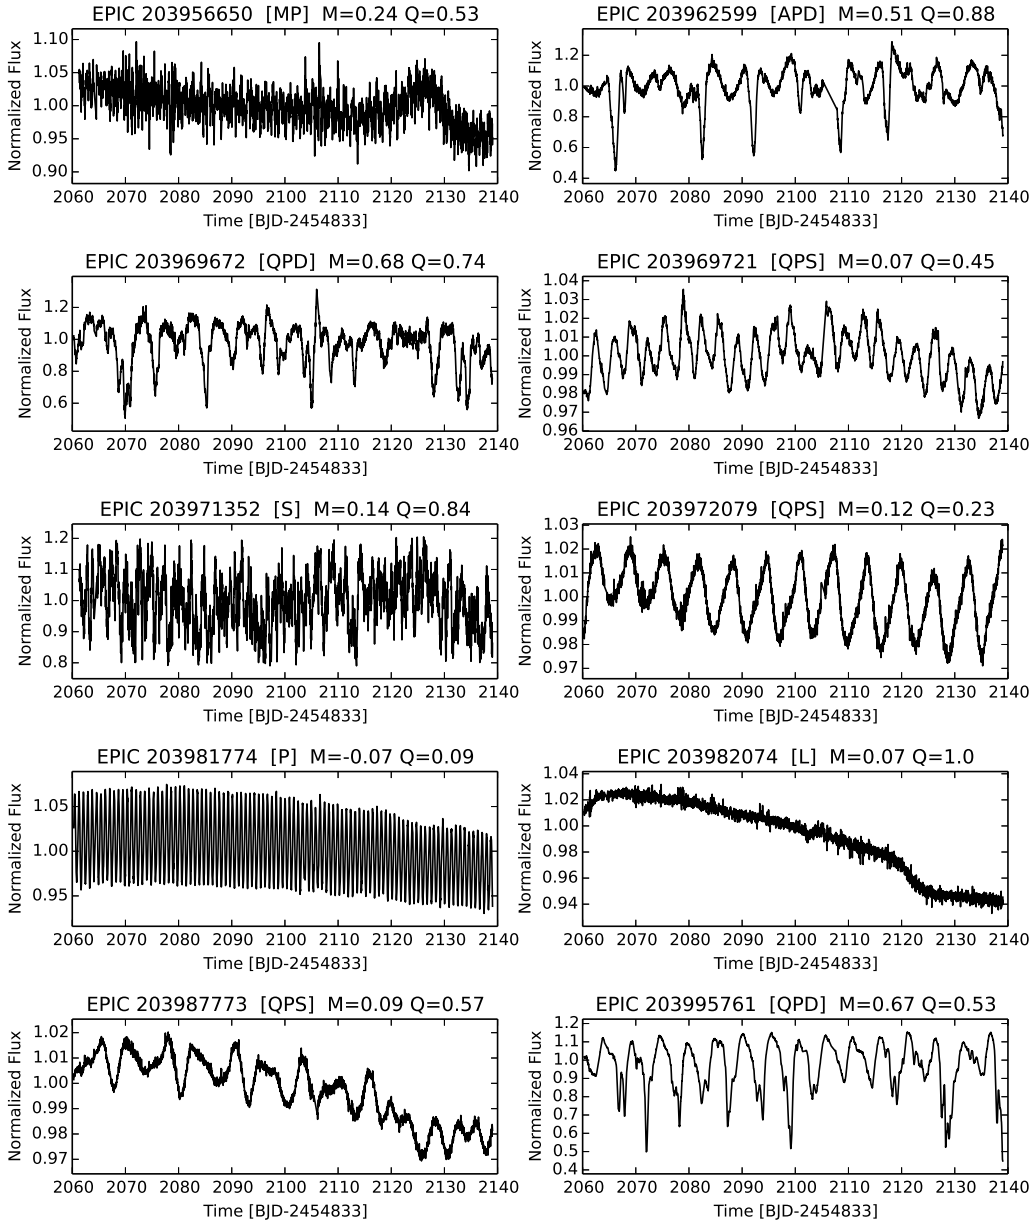 EPIC 203956650 [MP] M=0.24 Q=0.53
Normalized Flux
1.10
1.05
1.00
0.95
0.90
2060 2070 2080 2090 2100 2110 2120 2130 2140
Time [BJD-2454833]
EPIC 203962599 [APD] M=0.51 Q=0.88
Normalized Flux
1.2
1.0
0.8
0.6
0.4
2060 2070 2080 2090 2100 2110 2120 2130 2140
Time [BJD-2454833]
EPIC 203969672 [QPD] M=0.68 Q=0.74
Normalized Flux
1.2
1.0
0.8
0.6
2060 2070 2080 2090 2100 2110 2120 2130 2140
Time [BJD-2454833]
EPIC 203969721 [QPS] M=0.07 Q=0.45
Normalized Flux
1.04
1.03
1.02
1.01
1.00
0.99
0.98
0.97
0.96
2060 2070 2080 2090 2100 2110 2120 2130 2140
Time [BJD-2454833]
EPIC 203971352 [S] M=0.14 Q=0.84
Normalized Flux
1.2
1.1
1.0
0.9
0.8
2060 2070 2080 2090 2100 2110 2120 2130 2140
Time [BJD-2454833]
EPIC 203972079 [QPS] M=0.12 Q=0.23
Normalized Flux
1.03
1.02
1.01
1.00
0.99
0.98
0.97
2060 2070 2080 2090 2100 2110 2120 2130 2140
Time [BJD-2454833]
EPIC 203981774 [P] M=-0.07 Q=0.09
Normalized Flux
1.05
1.00
0.95
2060 2070 2080 2090 2100 2110 2120 2130 2140
Time [BJD-2454833]
EPIC 203982074 [L] M=0.07 Q=1.0
Normalized Flux
1.04
1.02
1.00
0.98
0.96
0.94
2060 2070 2080 2090 2100 2110 2120 2130 2140
Time [BJD-2454833]
EPIC 203987773 [QPS] M=0.09 Q=0.57
Normalized Flux
1.02
1.01
1.00
0.99
0.98
0.97
2060 2070 2080 2090 2100 2110 2120 2130 2140
Time [BJD-2454833]
EPIC 203995761 [QPD] M=0.67 Q=0.53
Normalized Flux
1.2
1.1
1.0
0.9
0.8
0.7
0.6
0.5
0.4
2060 2070 2080 2090 2100 2110 2120 2130 2140
Time [BJD-2454833]